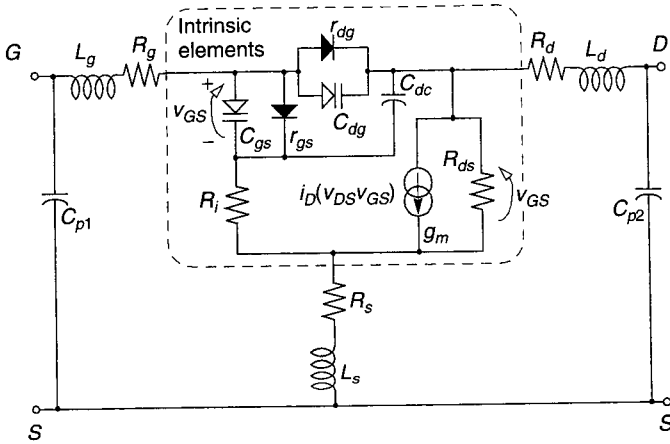 G
L_g
R_g
Intrinsic
elements
r_dg
C_dg
R_d
L_d
D
+
v_GS
−
C_gs
r_gs
C_dc
R_i
i_D(v_DS v_GS)
g_m
R_ds
v_GS
C_p1
C_p2
R_s
L_s
S
S